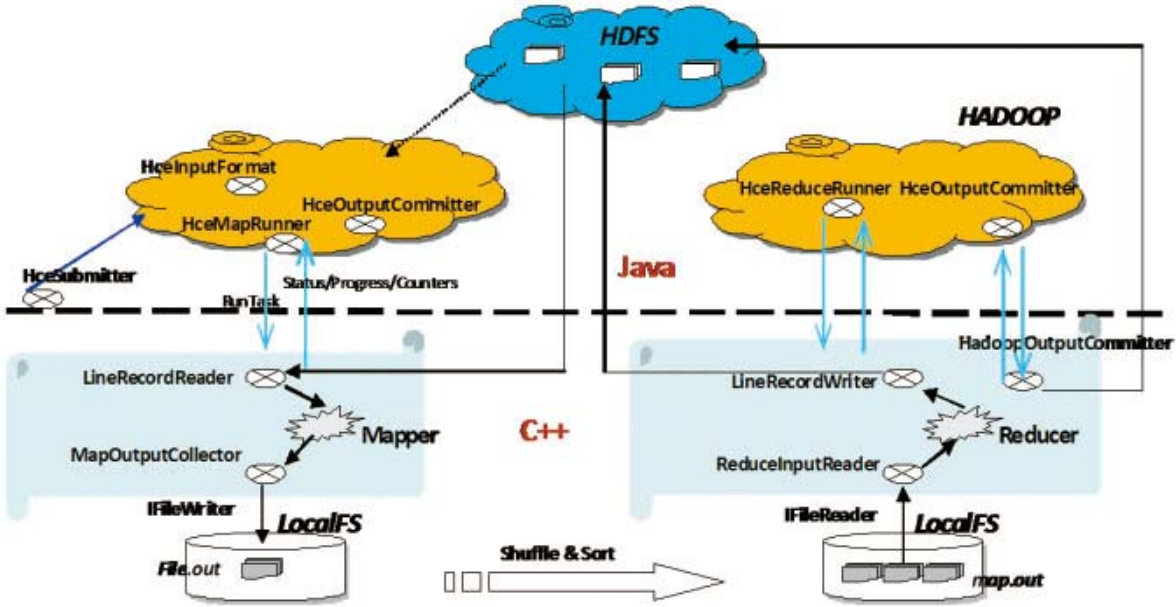 HDFS
HADOOP
HceInputFormat
HceOutputCommitter
HceMapRunner
HceReduceRunner
HceOutputCommitter
HceSubmitter
Status/Progress/Counters
RunTask
Java
HadoopOutputCommitter
LineRecordReader
LineRecordWriter
Mapper
C++
Reducer
MapOutputCollector
ReduceInputReader
IFileWriter
IFileReader
LocalFS
LocalFS
File.out
Shuffle & Sort
map.out